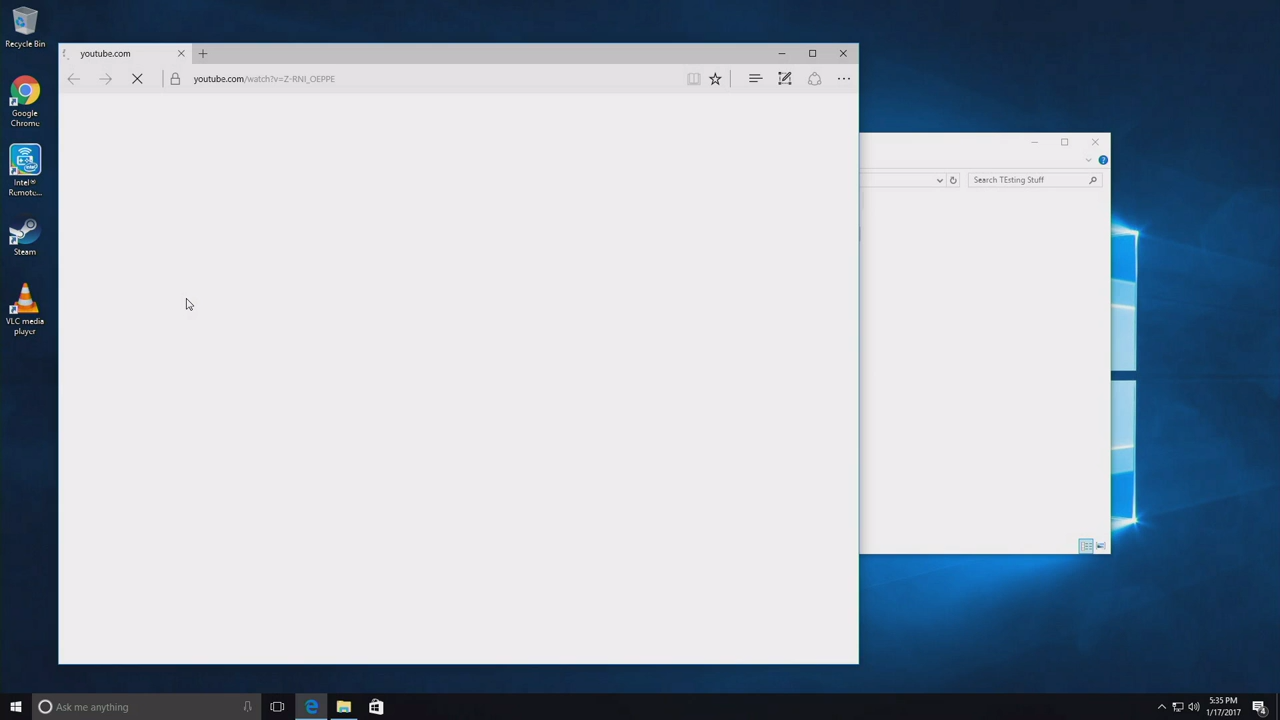 Recycle Bin
Google
Chrome
Intel®
Remote...
Steam
VLC media
player
youtube.com
youtube.com/watch?v=Z-RNI_OEPPE
Search TEsting Stuff
Ask me anything
5:35 PM
1/17/2017
4